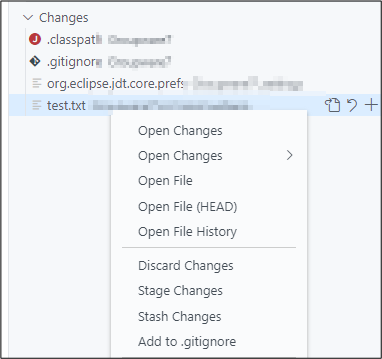 Changes
.classpath
.gitignore
org.eclipse.jdt.core.prefs
test.txt
Open Changes
Open Changes
Open File
Open File (HEAD)
Open File History
Discard Changes
Stage Changes
Stash Changes
Add to .gitignore